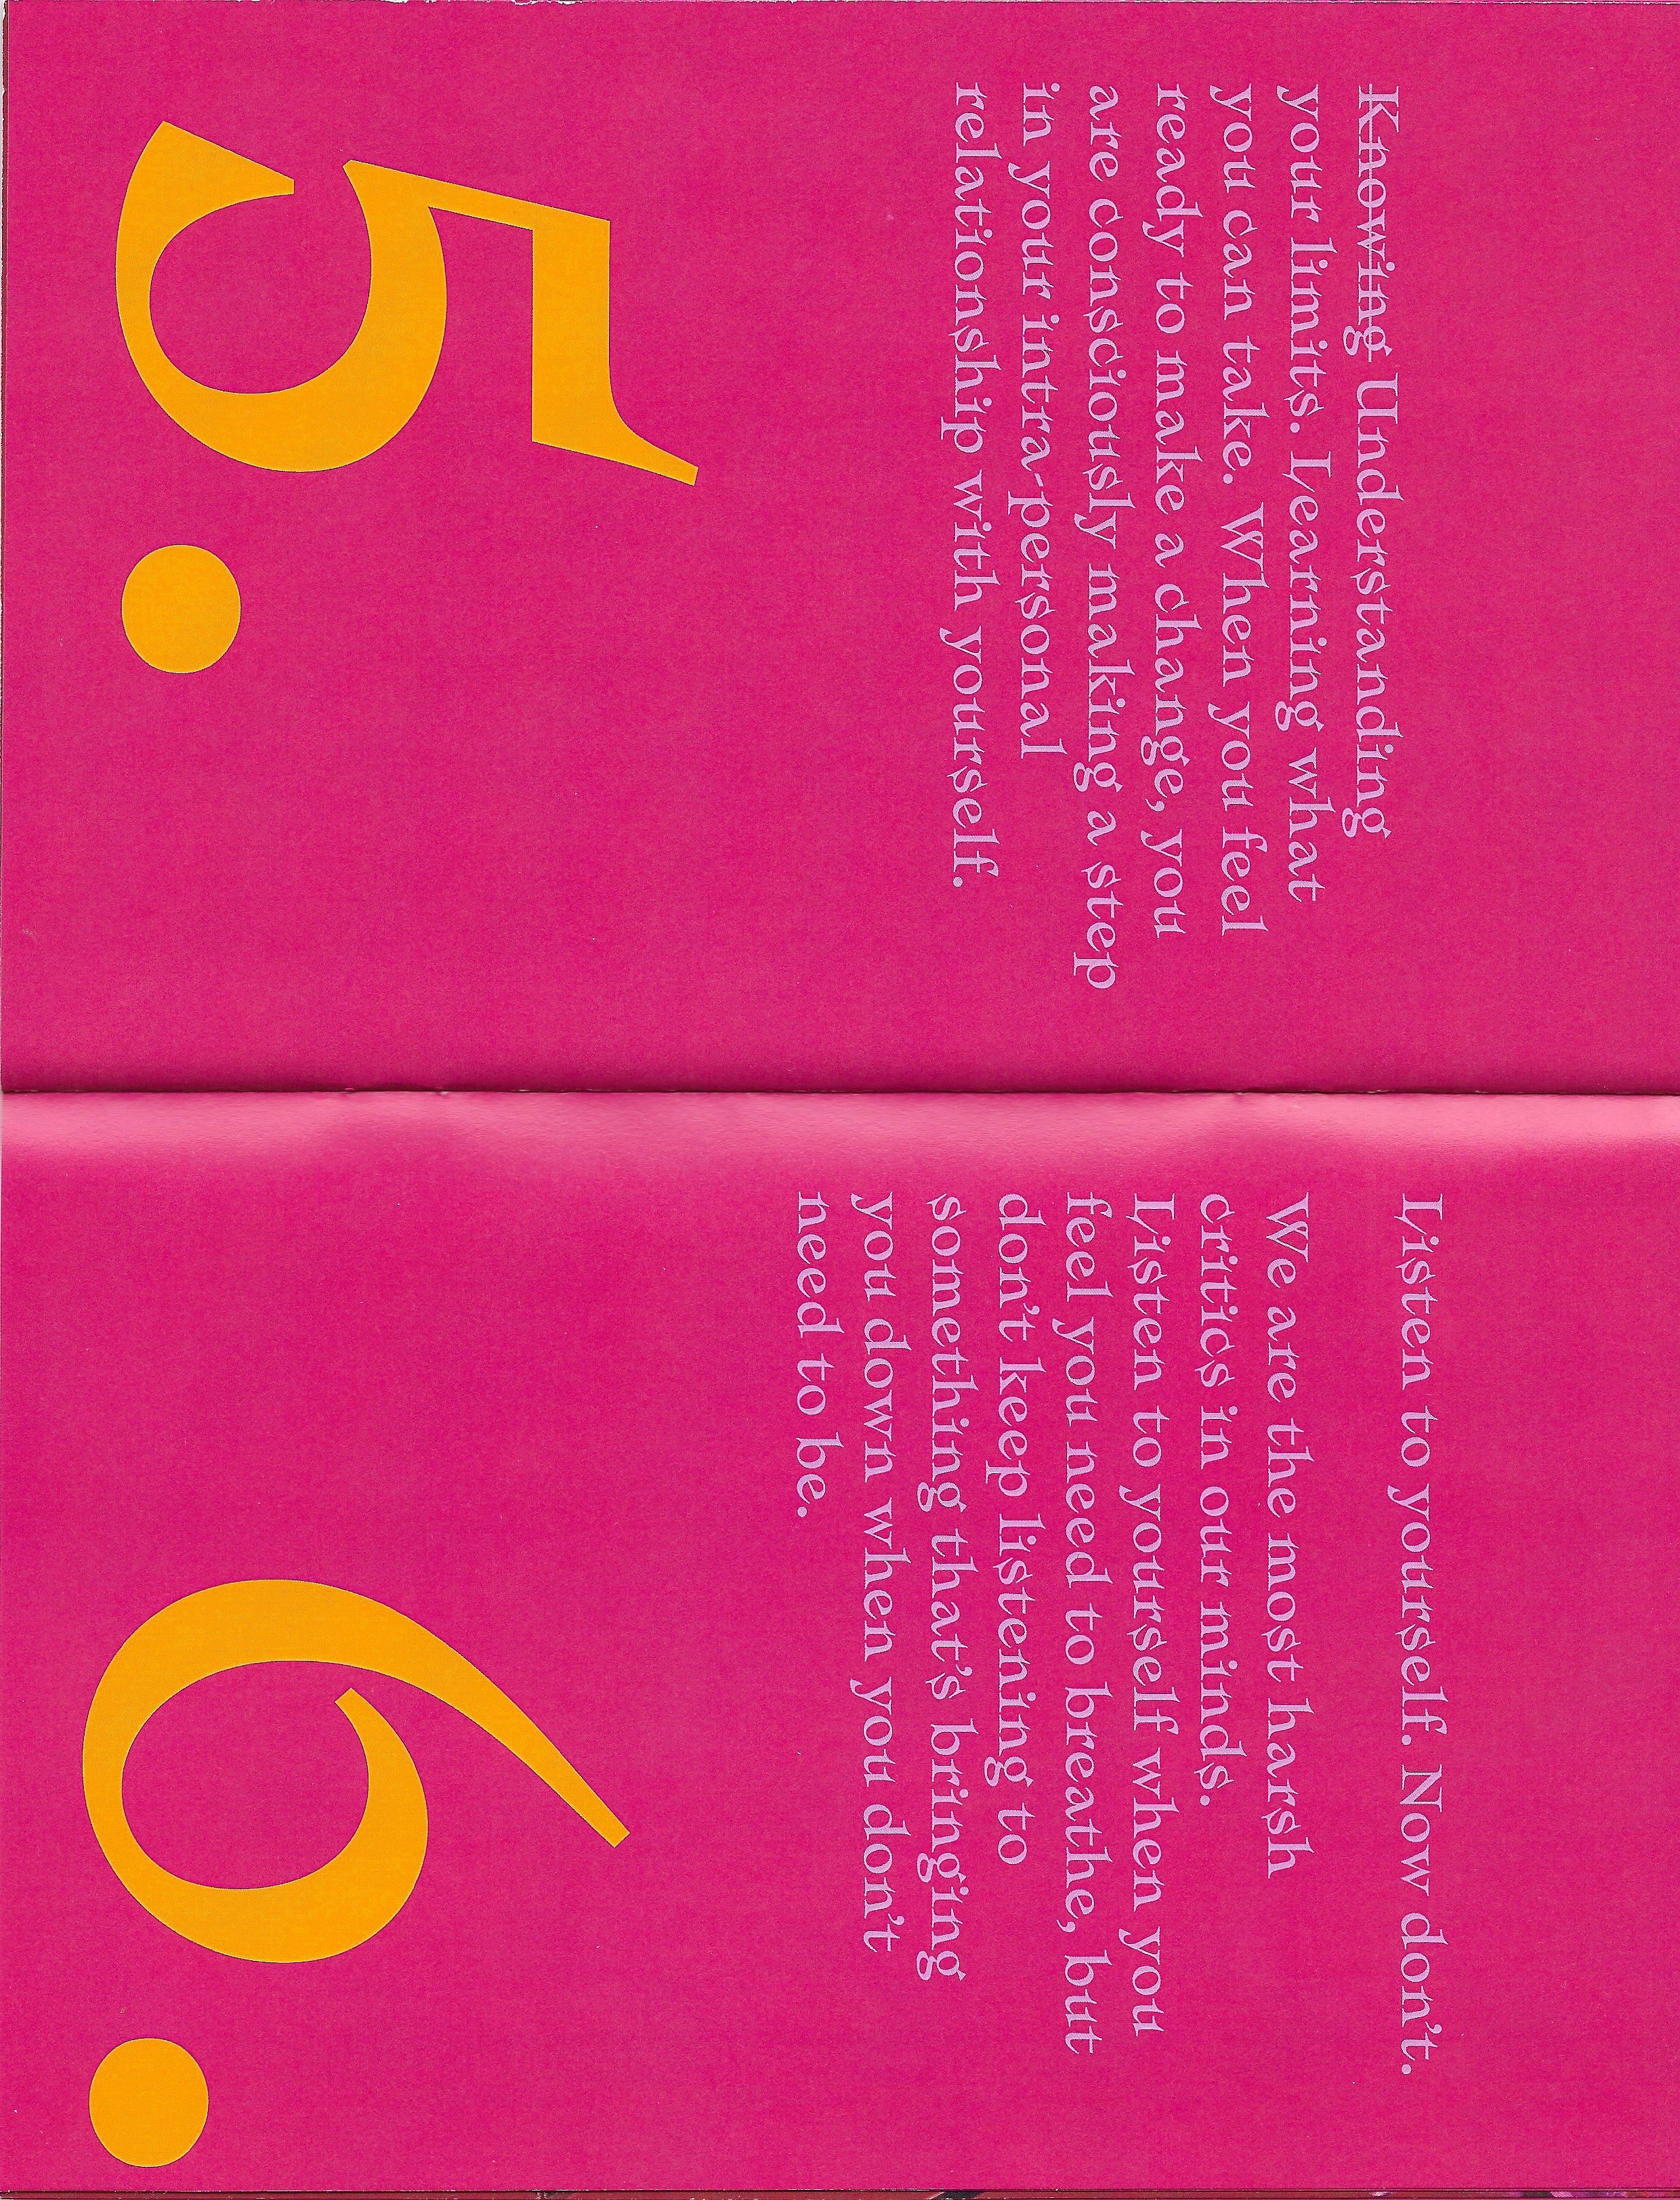 Knowing Understanding
your limits. Learning what
you can take. When you feel
ready to make a change, you
are consciously making a step
in your intra-personal
relationship with yourself.
5.
Listen to yourself. Now don't.
We are the most harsh
critics in our minds.
Listen to yourself when you
feel you need to breathe, but
don't keep listening to
something that's bringing
you down when you don't
need to be.
6.